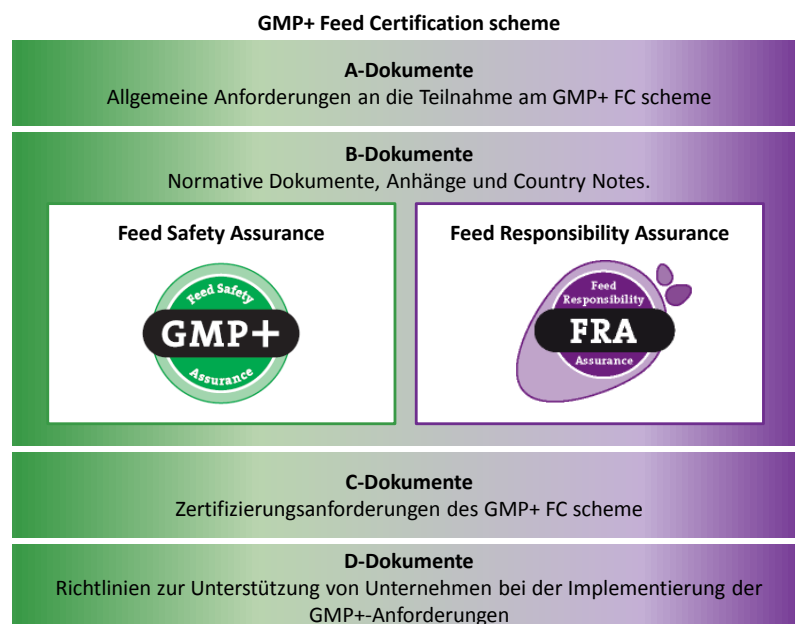 GMP+ Feed Certification scheme
A-Dokumente
Allgemeine Anforderungen an die Teilnahme am GMP+ FC scheme
B-Dokumente
Normative Dokumente, Anhänge und Country Notes.
Feed Safety Assurance
Feed Safety
GMP+
Assurance
Feed Responsibility Assurance
Feed
Responsibility
FRA
Assurance
C-Dokumente
Zertifizierungsanforderungen des GMP+ FC scheme
D-Dokumente
Richtlinien zur Unterstützung von Unternehmen bei der Implementierung der
GMP+-Anforderungen